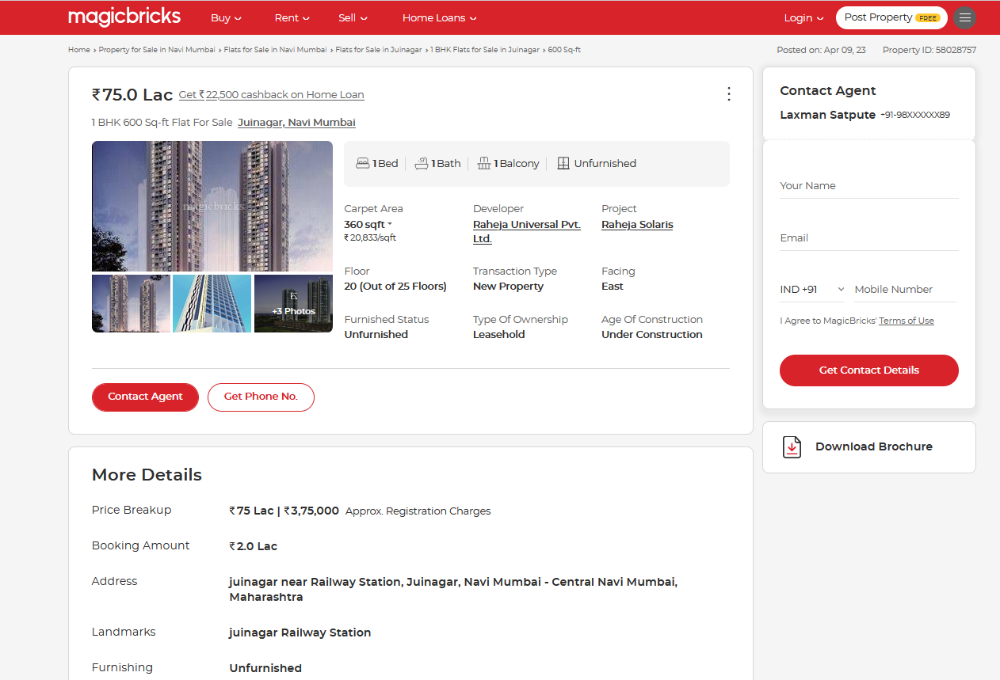 magicbricks Buy Rent Sell Home Loans Login Post Property FREE
Home › Property for Sale in Navi Mumbai › Flats for Sale in Navi Mumbai › Flats for Sale in Juinagar › 1 BHK Flats for Sale in Juinagar › 600 Sq-ft
Posted on: Apr 09, 23 Property ID: 58028757
₹75.0 Lac Get ₹22,500 cashback on Home Loan
1 BHK 600 Sq-ft Flat For Sale Juinagar, Navi Mumbai
magicbricks
+3 Photos
1 Bed 1 Bath 1 Balcony Unfurnished
Carpet Area Developer Project
360 sqft Raheja Universal Pvt. Raheja Solaris
₹20,833/sqft Ltd.
Floor Transaction Type Facing
20 (Out of 25 Floors) New Property East
Furnished Status Type Of Ownership Age Of Construction
Unfurnished Leasehold Under Construction
Contact Agent Get Phone No.
Contact Agent
Laxman Satpute +91-98XXXXXX89
Your Name
Email
IND +91 Mobile Number
I Agree to MagicBricks' Terms of Use
Get Contact Details
Download Brochure
More Details
Price Breakup ₹75 Lac | ₹3,75,000 Approx. Registration Charges
Booking Amount ₹2.0 Lac
Address juinagar near Railway Station, Juinagar, Navi Mumbai - Central Navi Mumbai,
Maharashtra
Landmarks juinagar Railway Station
Furnishing Unfurnished